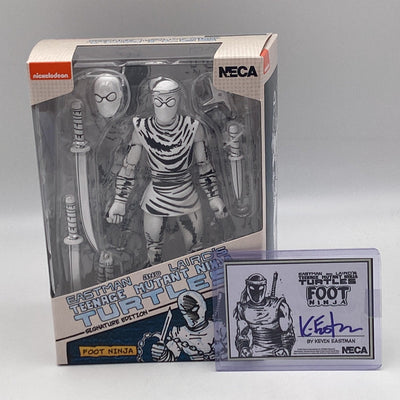 nickelodeon
NECA
EASTMAN AND LAIRD'S
TEENAGE MUTANT NINJA
TURTLES
SIGNATURE EDITION
FOOT NINJA
EASTMAN AND LAIRD'S
TEENAGE MUTANT NINJA
TURTLES
FOOT
NINJA
K. Eastman
BY KEVIN EASTMAN
NECA